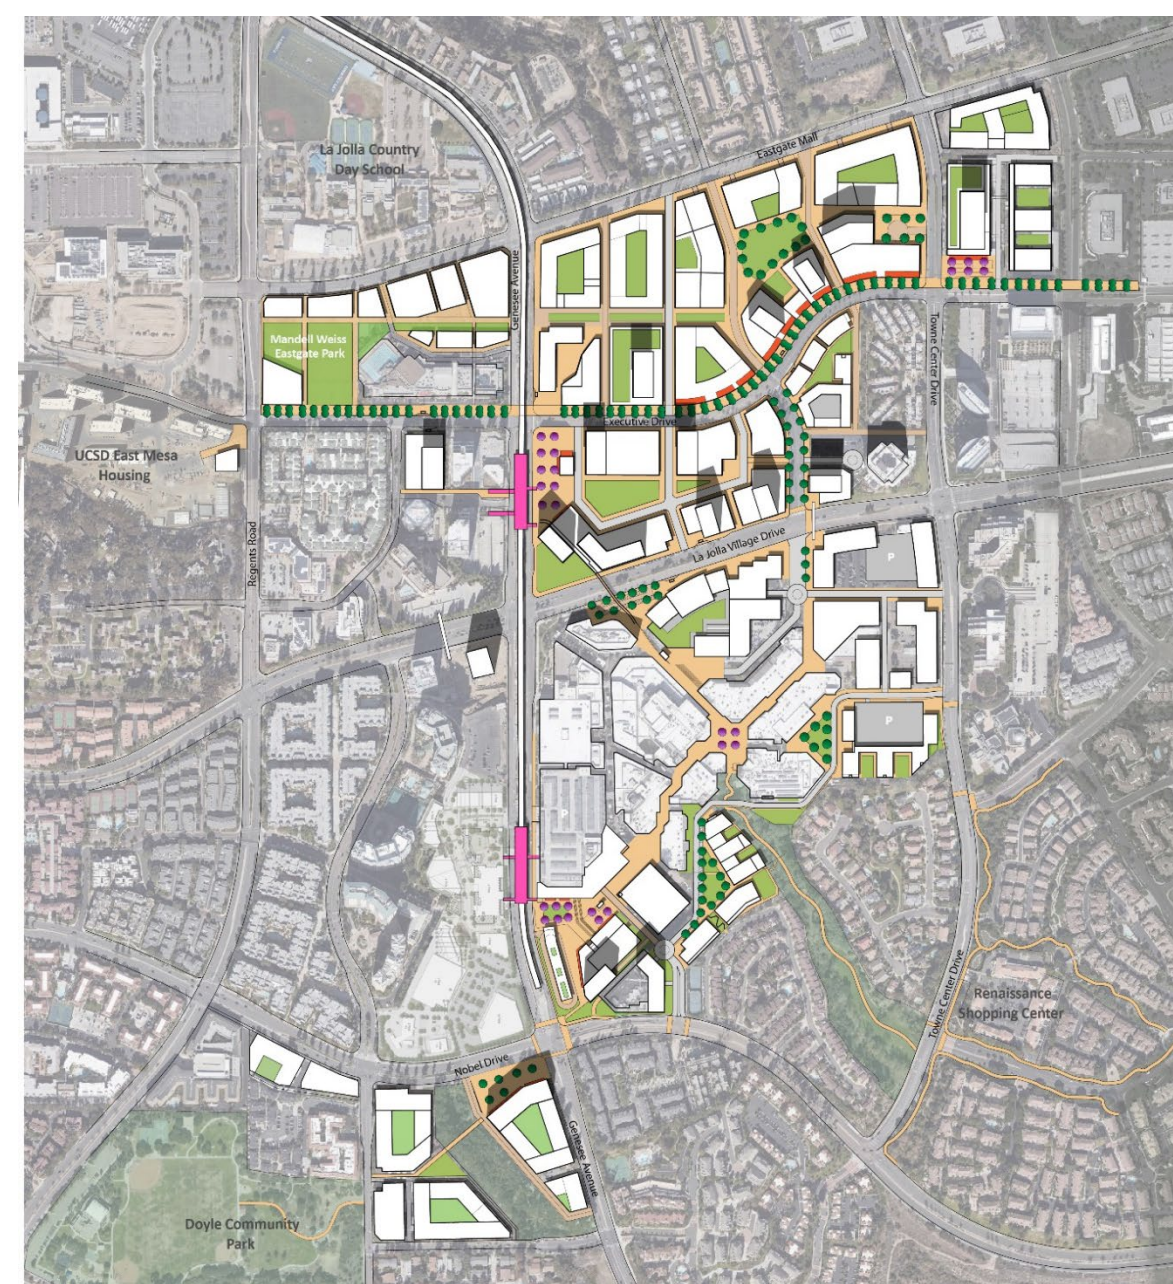 Eastgate Mall
La Jolla Country
Day School
Genesee Avenue
Mandell Weiss
Eastgate Park
Towne Center Drive
Executive Drive
UCSD East Mesa
Housing
Regents Road
La Jolla Village Drive
P
P
P
Towne Center Drive
Renaissance
Shopping Center
Nobel Drive
Genesee Avenue
Doyle Community
Park